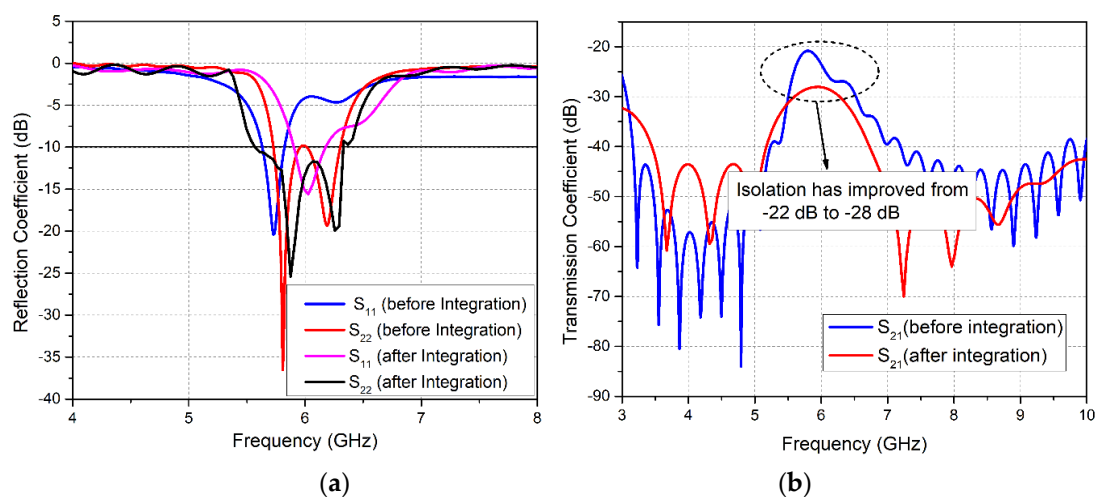 5
0
-5
-10
-15
-20
-25
-30
-35
-40
Reflection Coefficient (dB)
S11 (before Integration)
S22 (before Integration)
S11 (after Integration)
S22 (after Integration)
4 5 6 7 8
Frequency (GHz)
(a)
-20
-30
-40
-50
-60
-70
-80
-90
Transmission Coefficient (dB)
Isolation has improved from
-22 dB to -28 dB
S21(before integration)
S21(after integration)
3 4 5 6 7 8 9 10
Frequency (GHz)
(b)